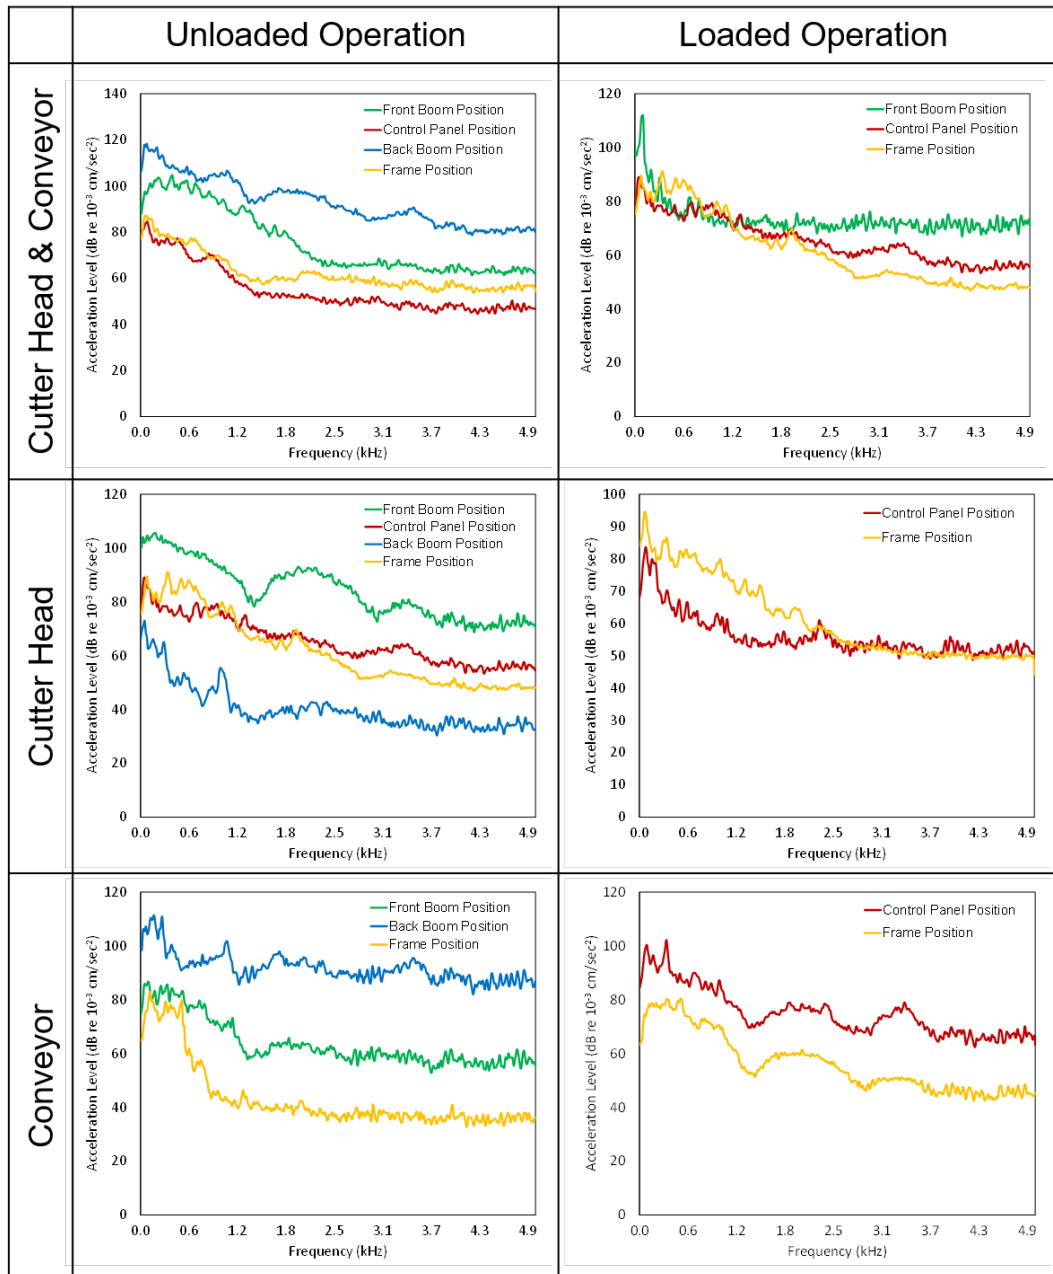 Unloaded Operation
Loaded Operation
Cutter Head & Conveyor
Acceleration Level (dB re 10⁻³ cm/sec²)
140
120
100
80
60
40
20
0
Front Boom Position
Control Panel Position
Back Boom Position
Frame Position
0.0 0.6 1.2 1.8 2.5 3.1 3.7 4.3 4.9
Frequency (kHz)
Acceleration Level (dB re 10⁻³ cm/sec²)
120
100
80
60
40
20
0
Front Boom Position
Control Panel Position
Frame Position
0.0 0.6 1.2 1.8 2.5 3.1 3.7 4.3 4.9
Frequency (kHz)
Cutter Head
Acceleration Level (dB re 10⁻³ cm/sec²)
120
100
80
60
40
20
0
Front Boom Position
Control Panel Position
Back Boom Position
Frame Position
0.0 0.6 1.2 1.8 2.5 3.1 3.7 4.3 4.9
Frequency (kHz)
Acceleration Level (dB re 10⁻³ cm/sec²)
100
90
80
70
60
50
40
30
20
10
0
Control Panel Position
Frame Position
0.0 0.6 1.2 1.8 2.5 3.1 3.7 4.3 4.9
Frequency (kHz)
Conveyor
Acceleration Level (dB re 10⁻³ cm/sec²)
120
100
80
60
40
20
0
Front Boom Position
Back Boom Position
Frame Position
0.0 0.6 1.2 1.8 2.5 3.1 3.7 4.3 4.9
Frequency (kHz)
Acceleration Level (dB re 10⁻³ cm/sec²)
120
100
80
60
40
20
0
Control Panel Position
Frame Position
0.0 0.6 1.2 1.8 2.5 3.1 3.7 4.3 4.9
Frequency (kHz)